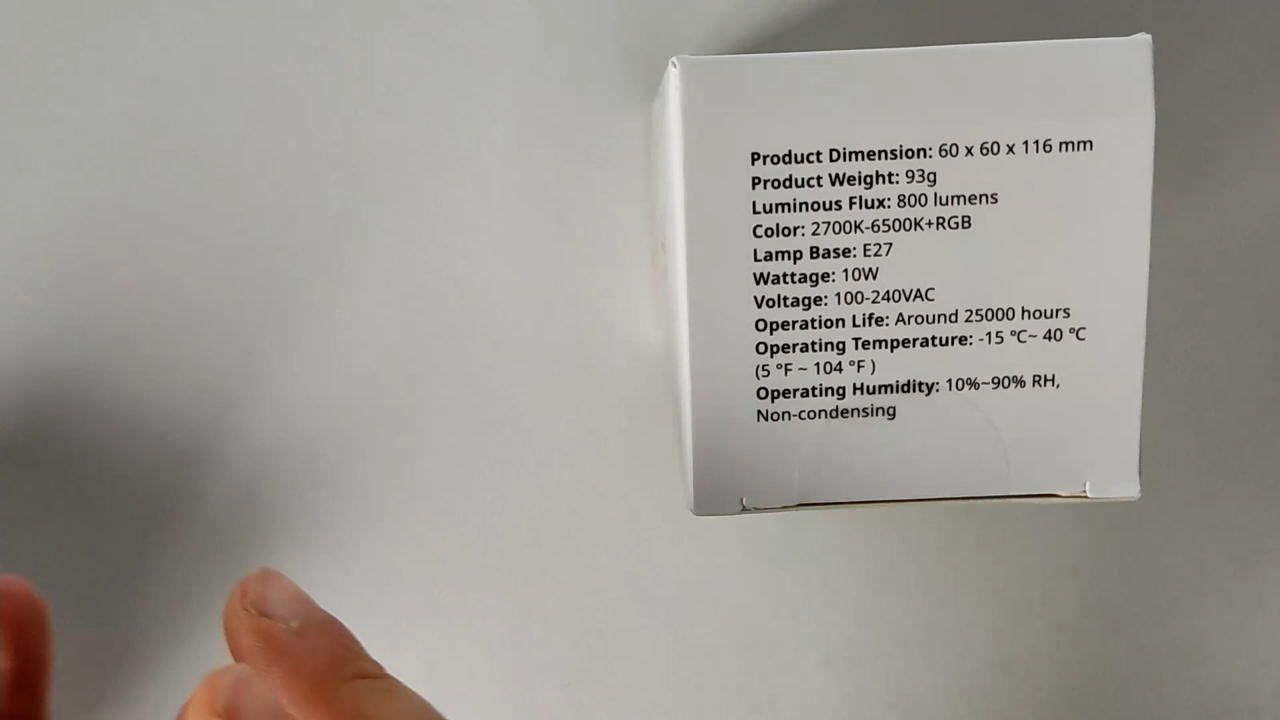 Product Dimension: 60 x 60 x 116 mm
Product Weight: 93g
Luminous Flux: 800 lumens
Color: 2700K-6500K+RGB
Lamp Base: E27
Wattage: 10W
Voltage: 100-240VAC
Operation Life: Around 25000 hours
Operating Temperature: -15 ℃~ 40 ℃
(5 ℉ ~ 104 ℉ )
Operating Humidity: 10%~90% RH,
Non-condensing